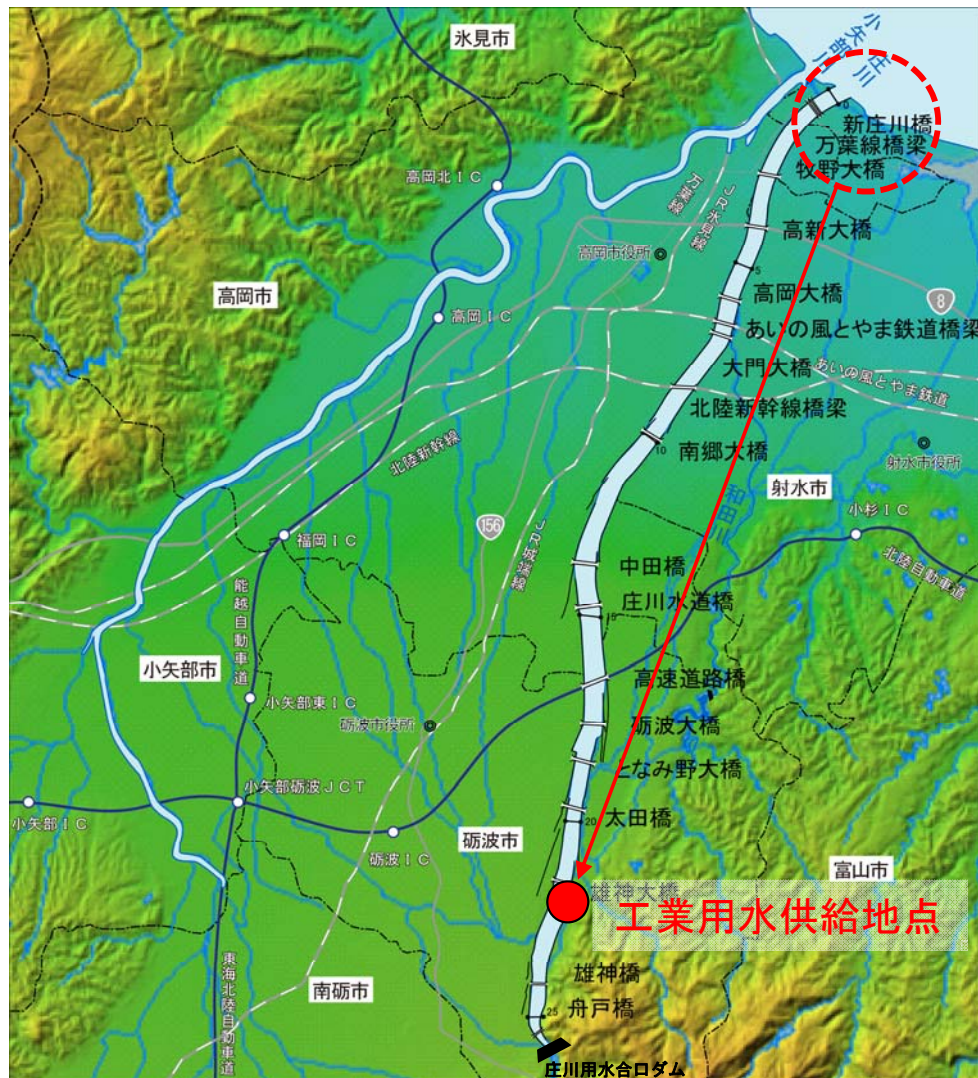 氷見市
小矢部川
庄川
0
新庄川橋
万葉線橋梁
牧野大橋
高岡北IC
万葉線
JR氷見線
高新大橋
高岡市役所
5
高岡市
高岡大橋
8
高岡IC
あいの風とやま鉄道橋梁
大門大橋
あいの風とやま鉄道
北陸新幹線橋梁
北陸新幹線
10
南郷大橋
射水市役所
射水市
和田川
小杉IC
156
JR城端線
福岡IC
中田橋
北陸自動車道
能越自動車道
庄川水道橋
15
小矢部市
高速道路橋
小矢部東IC
砺波市役所
砺波大橋
となみ野大橋
小矢部砺波JCT
小矢部IC
20
太田橋
砺波IC
砺波市
富山市
雄神大橋
工業用水供給地点
東海北陸自動車道
南砺市
雄神橋
25
舟戸橋
庄川用水合口ダム